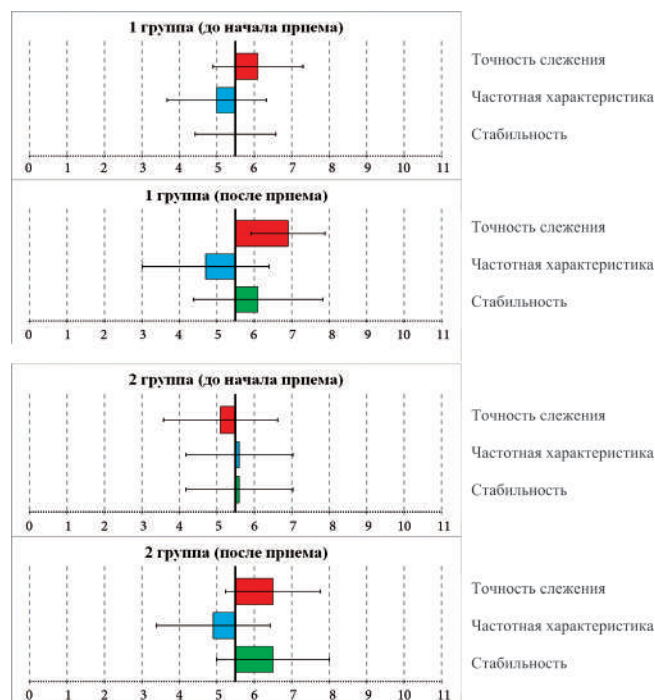 1 группа (до начала приема)
Точность слежения
Частотная характеристика
Стабильность
0 1 2 3 4 5 6 7 8 9 10 11
1 группа (после приема)
Точность слежения
Частотная характеристика
Стабильность
0 1 2 3 4 5 6 7 8 9 10 11
2 группа (до начала приема)
Точность слежения
Частотная характеристика
Стабильность
0 1 2 3 4 5 6 7 8 9 10 11
2 группа (после приема)
Точность слежения
Частотная характеристика
Стабильность
0 1 2 3 4 5 6 7 8 9 10 11